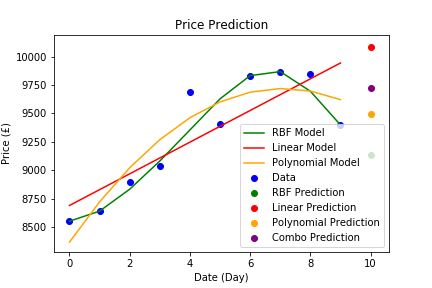 Price Prediction
Price (£)
10000
9750
9500
9250
9000
8750
8500
RBF Model
Linear Model
Polynomial Model
Data
RBF Prediction
Linear Prediction
Polynomial Prediction
Combo Prediction
0 2 4 6 8 10
Date (Day)